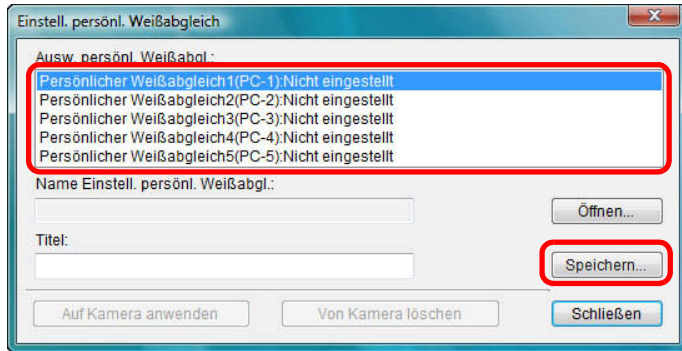 Einstell. persönl. Weißabgleich
Ausw. persönl. Weißabgl.:
Persönlicher Weißabgleich1(PC-1):Nicht eingestellt
Persönlicher Weißabgleich2(PC-2):Nicht eingestellt
Persönlicher Weißabgleich3(PC-3):Nicht eingestellt
Persönlicher Weißabgleich4(PC-4):Nicht eingestellt
Persönlicher Weißabgleich5(PC-5):Nicht eingestellt
Name Einstell. persönl. Weißabgl.:
Öffnen...
Titel:
Speichern...
Auf Kamera anwenden
Von Kamera löschen
Schließen